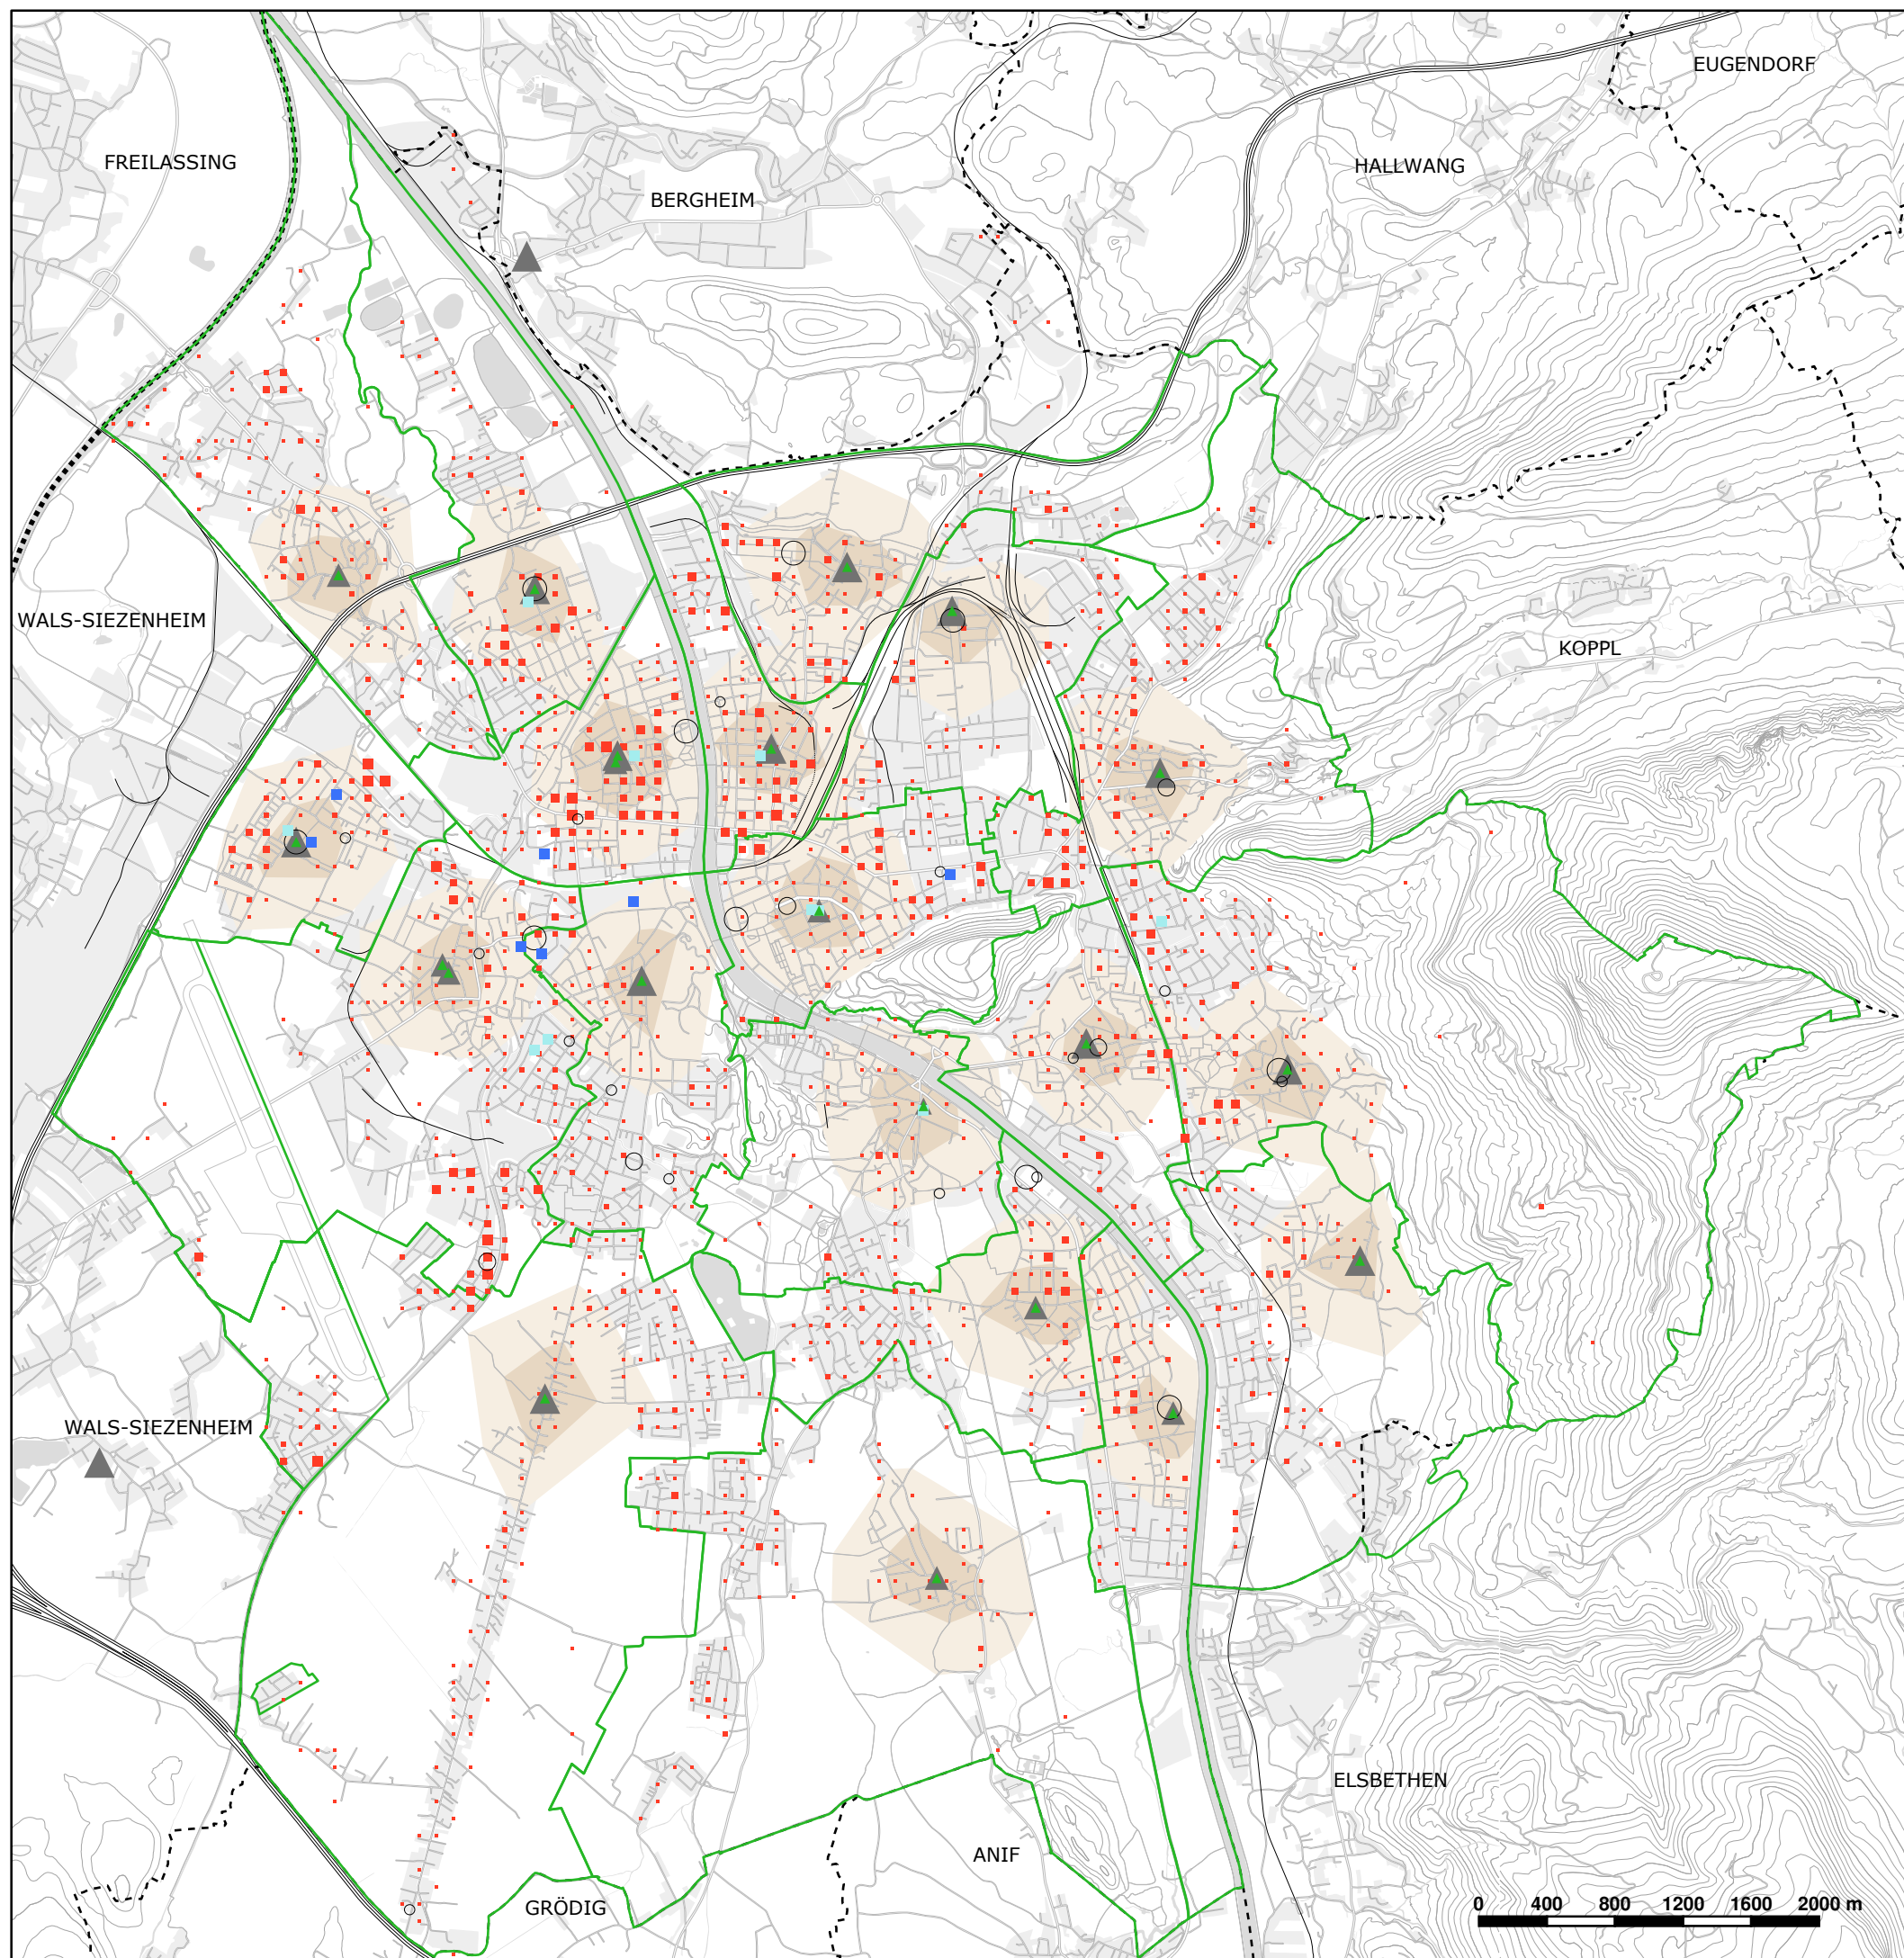 EUGENDORF
FREILASSING
HALLWANG
BERGHEIM
WALS-SIEZENHEIM
KOPPL
WALS-SIEZENHEIM
ELSBETHEN
ANIF
GRÖDIG
0 400 800 1200 1600 2000 m